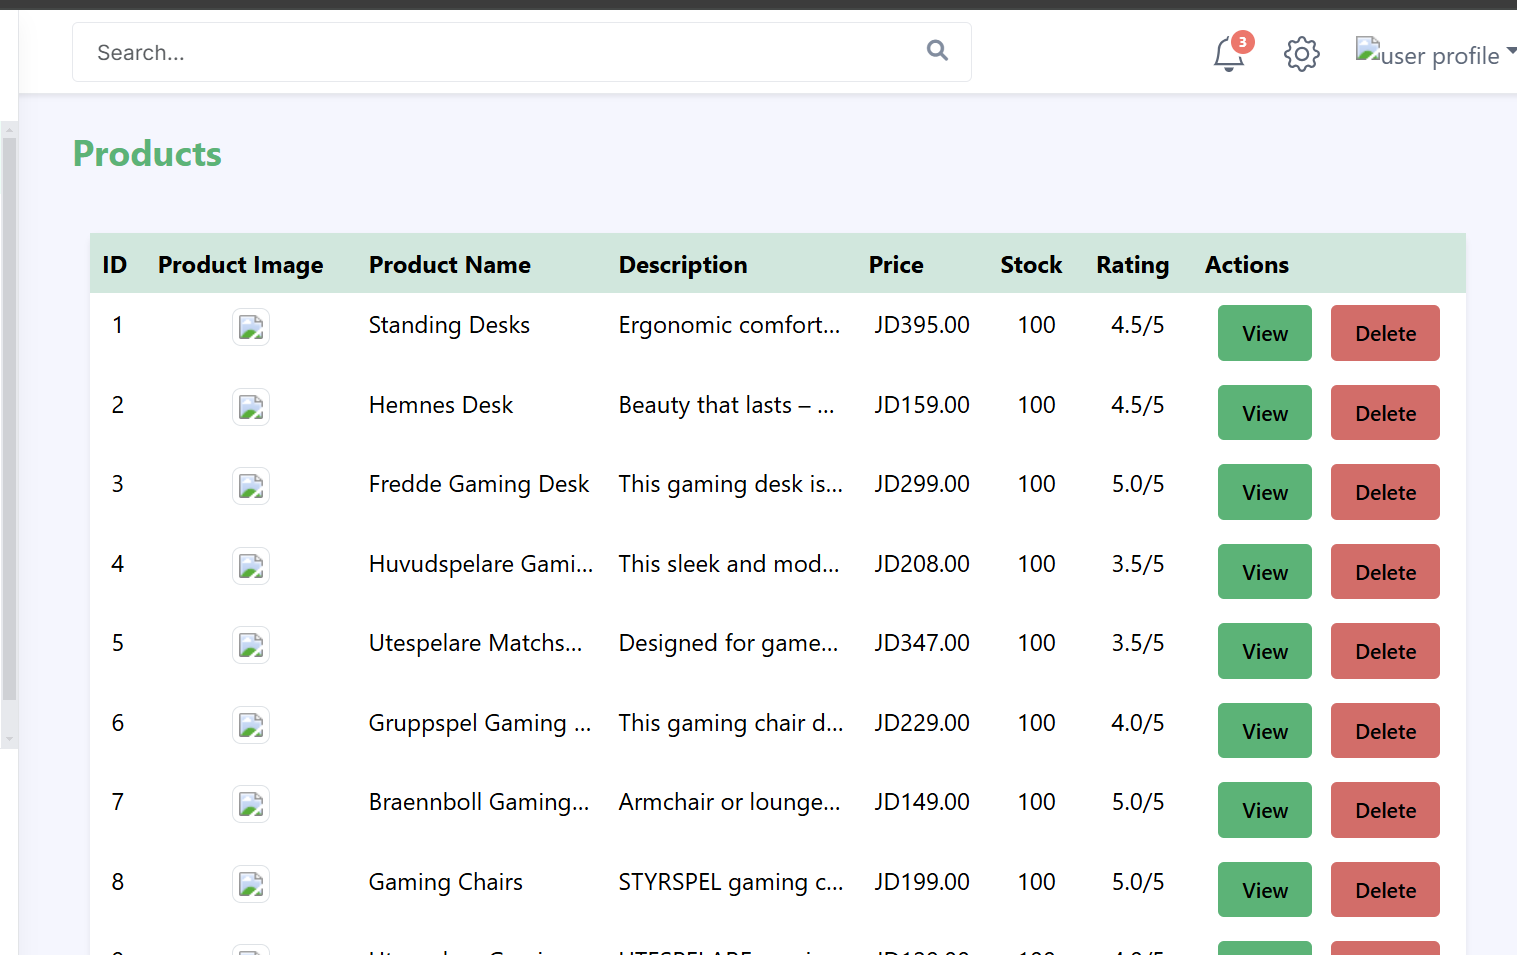 Search...
3
user profile
Products
ID Product Image Product Name Description Price Stock Rating Actions
1 Standing Desks Ergonomic comfort... JD395.00 100 4.5/5 View Delete
2 Hemnes Desk Beauty that lasts – ... JD159.00 100 4.5/5 View Delete
3 Fredde Gaming Desk This gaming desk is... JD299.00 100 5.0/5 View Delete
4 Huvudspelare Gami... This sleek and mod... JD208.00 100 3.5/5 View Delete
5 Utespelare Matchs... Designed for game... JD347.00 100 3.5/5 View Delete
6 Gruppspel Gaming ... This gaming chair d... JD229.00 100 4.0/5 View Delete
7 Braennboll Gaming... Armchair or lounge... JD149.00 100 5.0/5 View Delete
8 Gaming Chairs STYRSPEL gaming c... JD199.00 100 5.0/5 View Delete